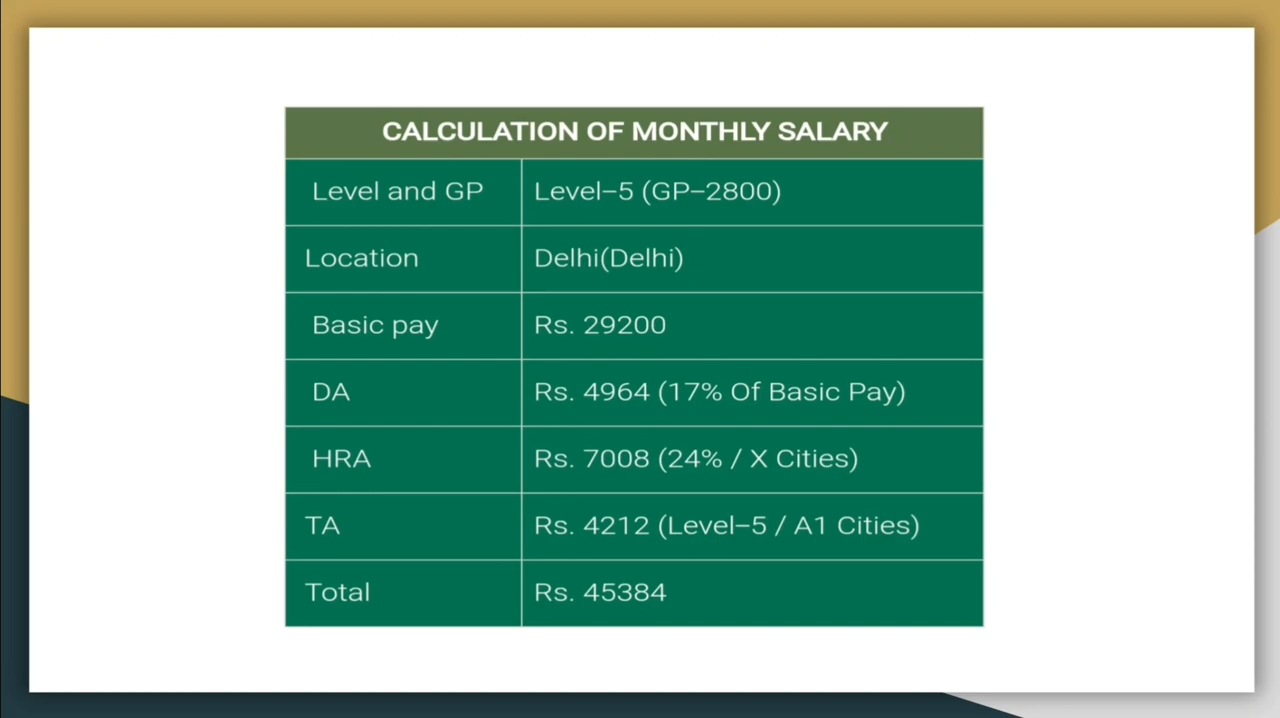 CALCULATION OF MONTHLY SALARY
Level and GP Level–5 (GP–2800)
Location Delhi(Delhi)
Basic pay Rs. 29200
DA Rs. 4964 (17% Of Basic Pay)
HRA Rs. 7008 (24% / X Cities)
TA Rs. 4212 (Level–5 / A1 Cities)
Total Rs. 45384